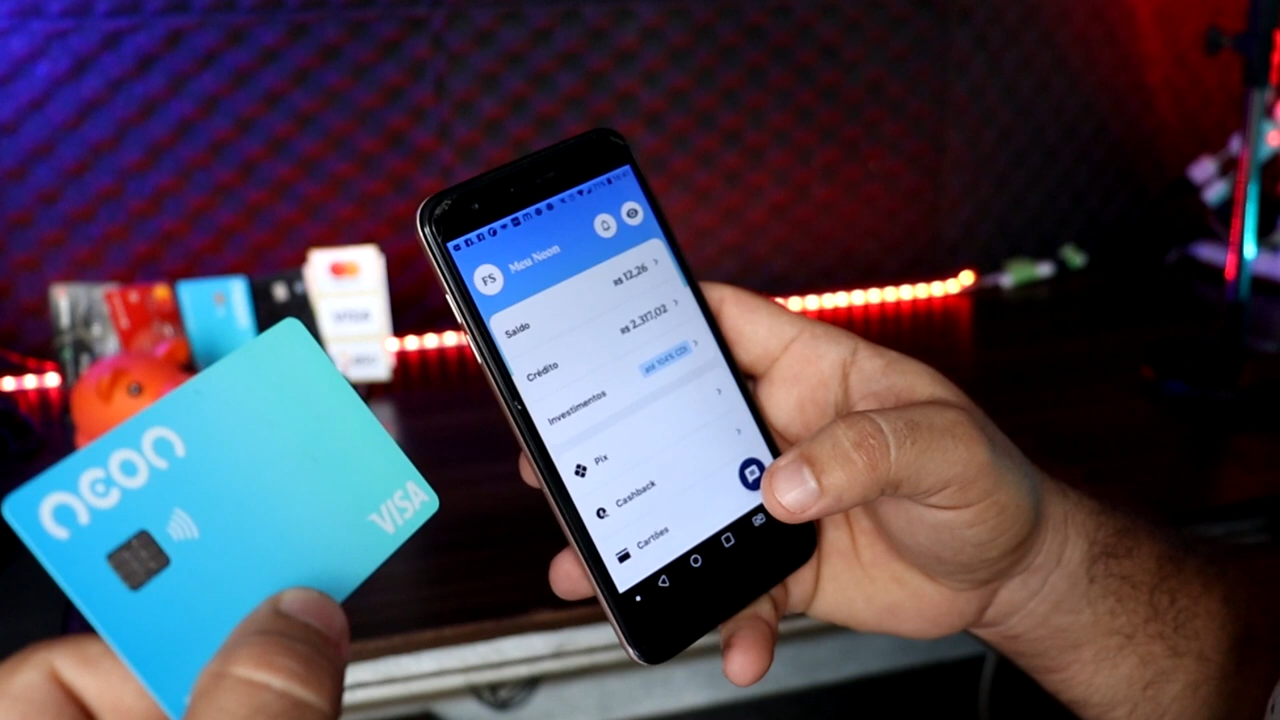 neon
VISA
FS
Meu Neon
Saldo
R$ 12,26
Crédito
R$ 2.317,02
Investimentos
até 104% CDI
Pix
Cashback
Cartões
VISA